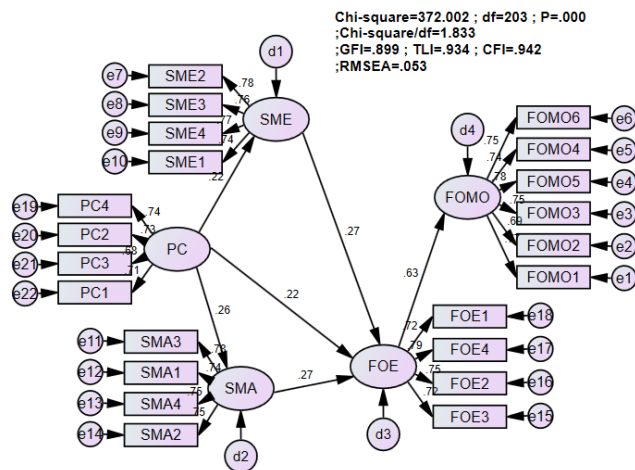 Chi-square=372.002 ; df=203 ; P=.000
;Chi-square/df=1.833
;GFI=.899 ; TLI=.934 ; CFI=.942
;RMSEA=.053
d1
e7 SME2 .78
e8 SME3 .76
e9 SME4 .77
e10 SME1 .74
SME
.22
d4
FOMO
.75 FOMO6 e6
.74 FOMO4 e5
.78 FOMO5 e4
.75 FOMO3 e3
.69 FOMO2 e2
FOMO1 e1
e19 PC4 .74
e20 PC2 .73
e21 PC3 .68
e22 PC1 .71
PC
.27
.22
.63
.26
e11 SMA3 .78
e12 SMA1 .74
e13 SMA4 .75
e14 SMA2 .75
SMA
.27
d2
FOE
.72 FOE1 e18
.79 FOE4 e17
.75 FOE2 e16
.72 FOE3 e15
d3